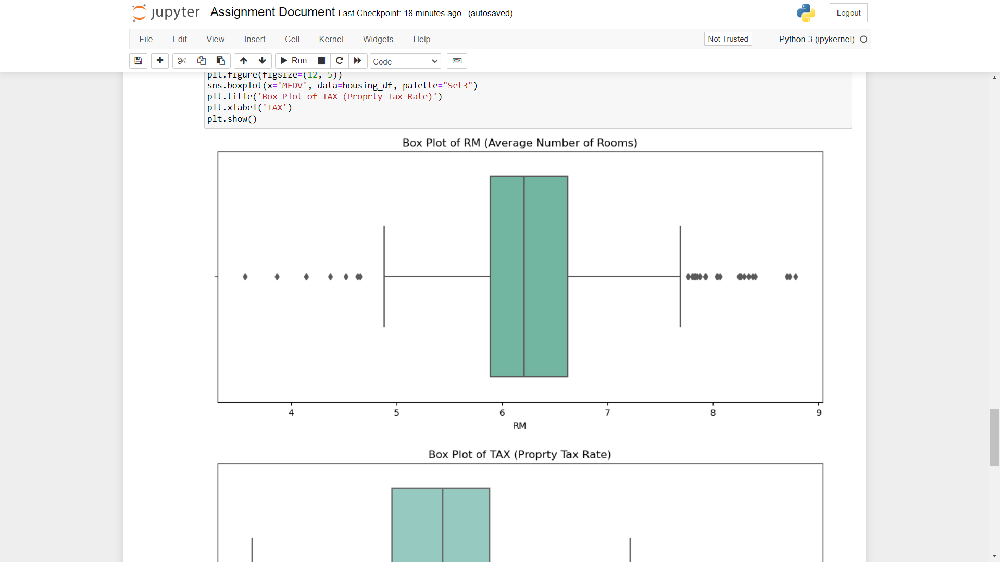 jupyter Assignment Document Last Checkpoint: 18 minutes ago (autosaved) Logout
File Edit View Insert Cell Kernel Widgets Help Not Trusted Python 3 (ipykernel)
Run Code
plt.figure(figsize=(12, 5))
sns.boxplot(x='MEDV', data=housing_df, palette="Set3")
plt.title('Box Plot of TAX (Proprty Tax Rate)')
plt.xlabel('TAX')
plt.show()
Box Plot of RM (Average Number of Rooms)
4 5 6 7 8 9
RM
Box Plot of TAX (Proprty Tax Rate)